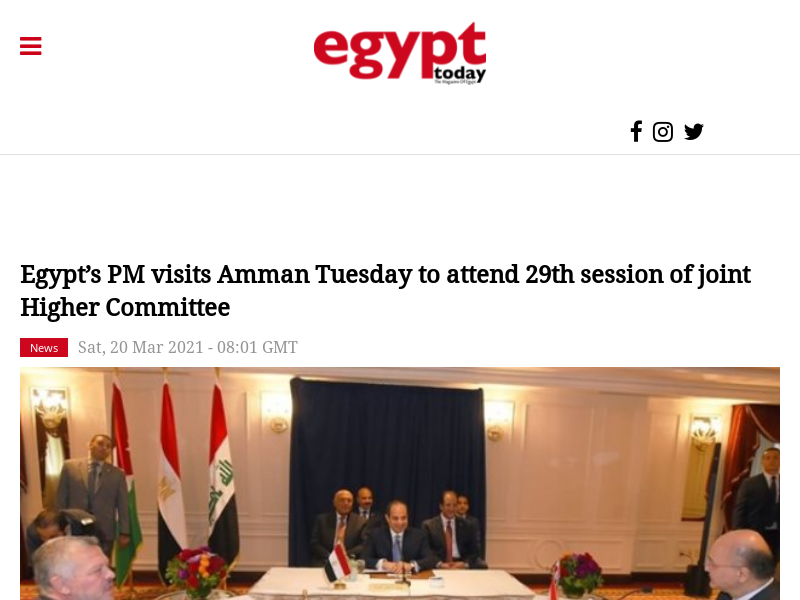 egypt
today
The Magazine Of Egypt
Egypt’s PM visits Amman Tuesday to attend 29th session of joint
Higher Committee
News Sat, 20 Mar 2021 - 08:01 GMT